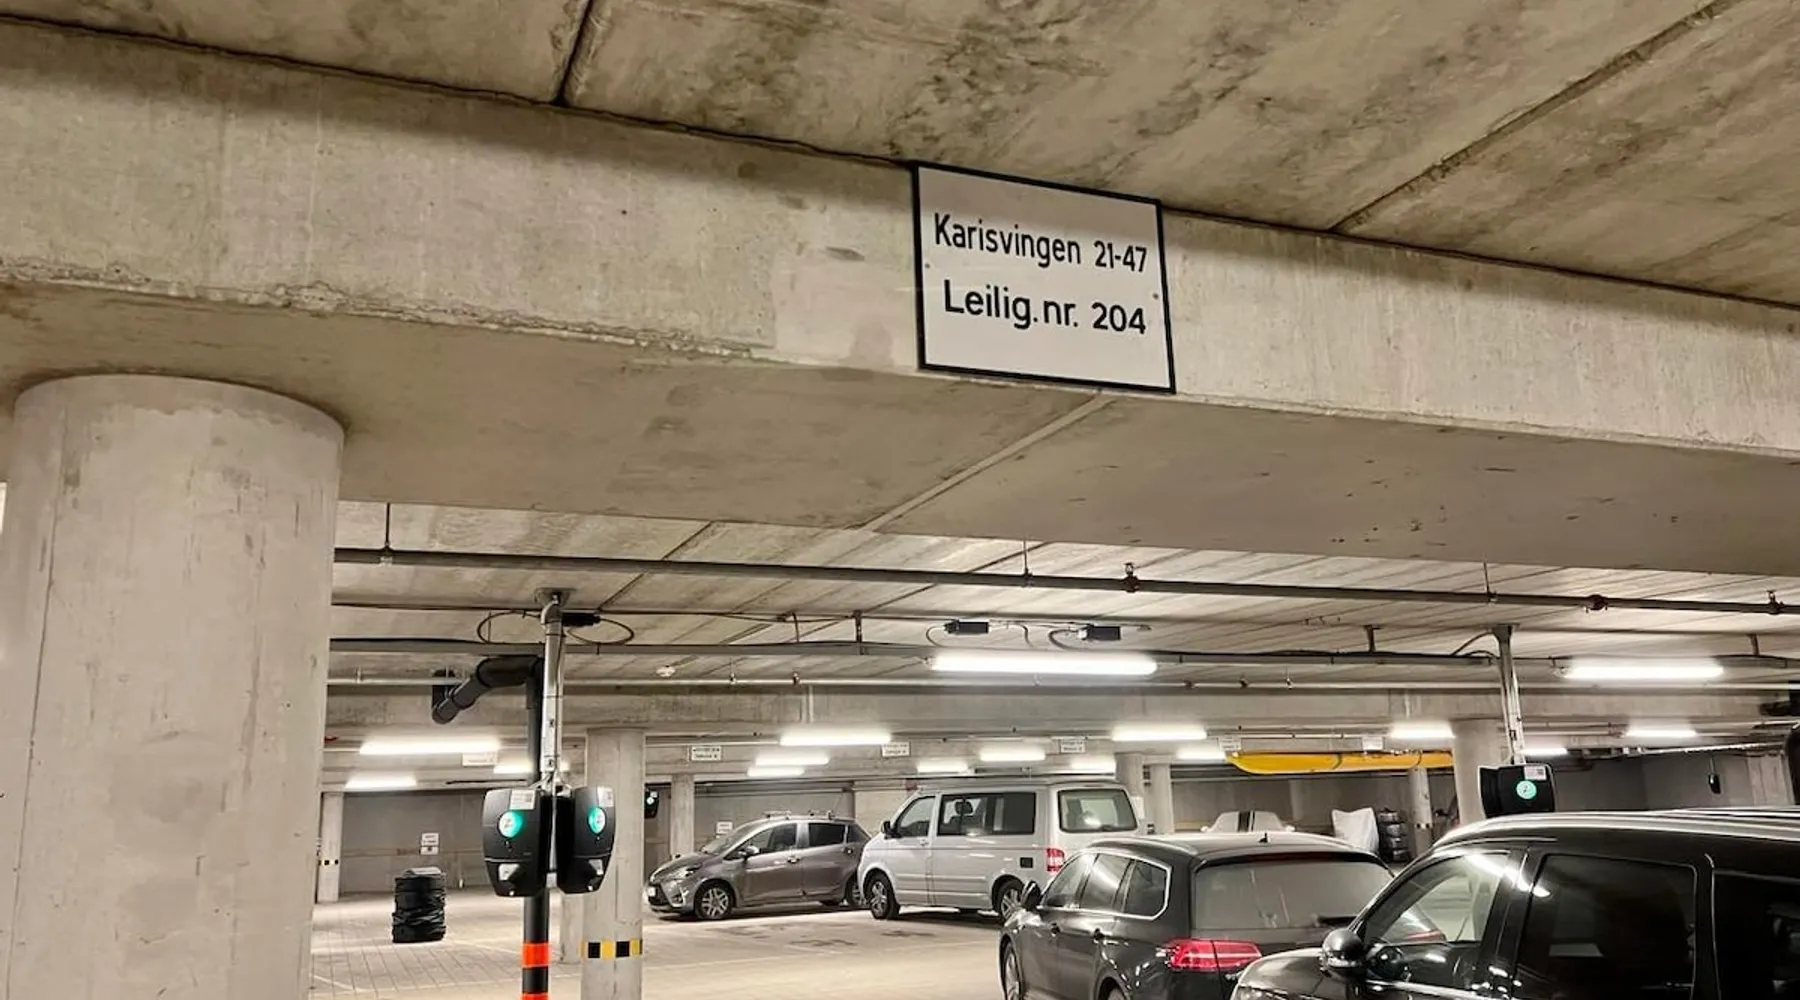 Karisvingen 21-47
Leilig.nr. 204